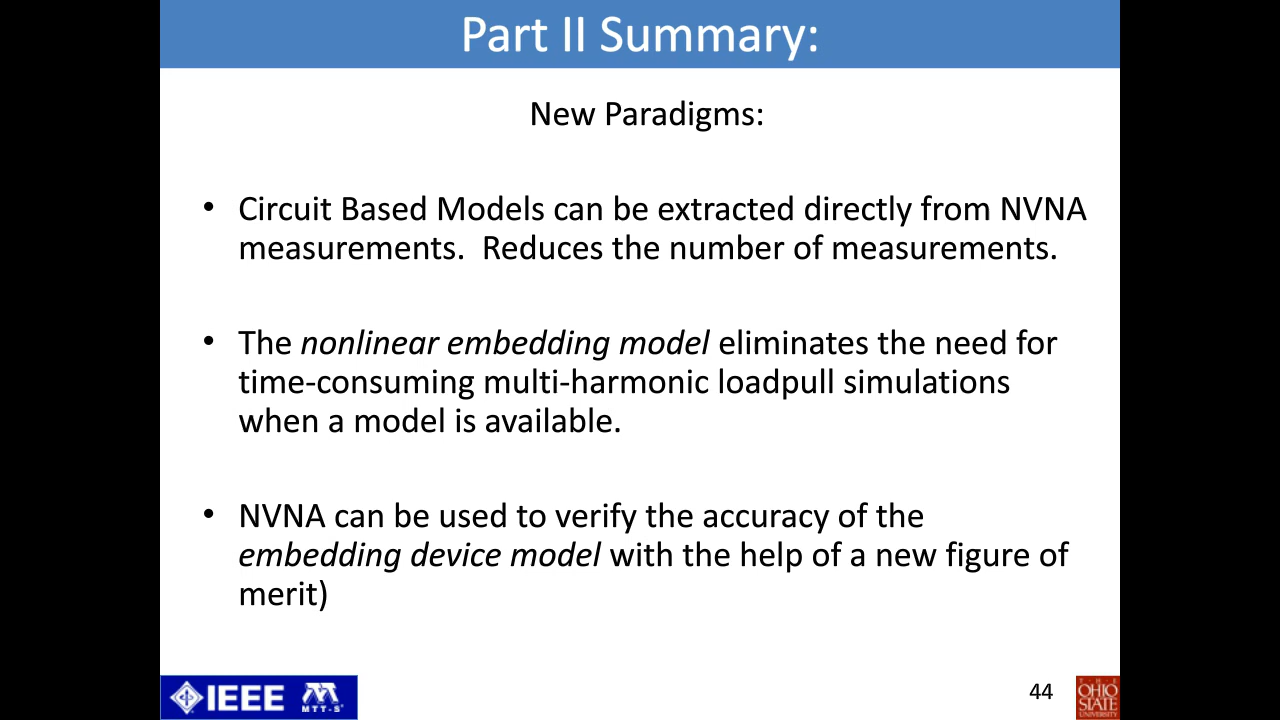 Part II Summary:
New Paradigms:
• Circuit Based Models can be extracted directly from NVNA
measurements.  Reduces the number of measurements.
• The nonlinear embedding model eliminates the need for
time-consuming multi-harmonic loadpull simulations
when a model is available.
• NVNA can be used to verify the accuracy of the
embedding device model with the help of a new figure of
merit)
IEEE
MTT-S
44
T·H·E
OHIO
STATE
UNIVERSITY